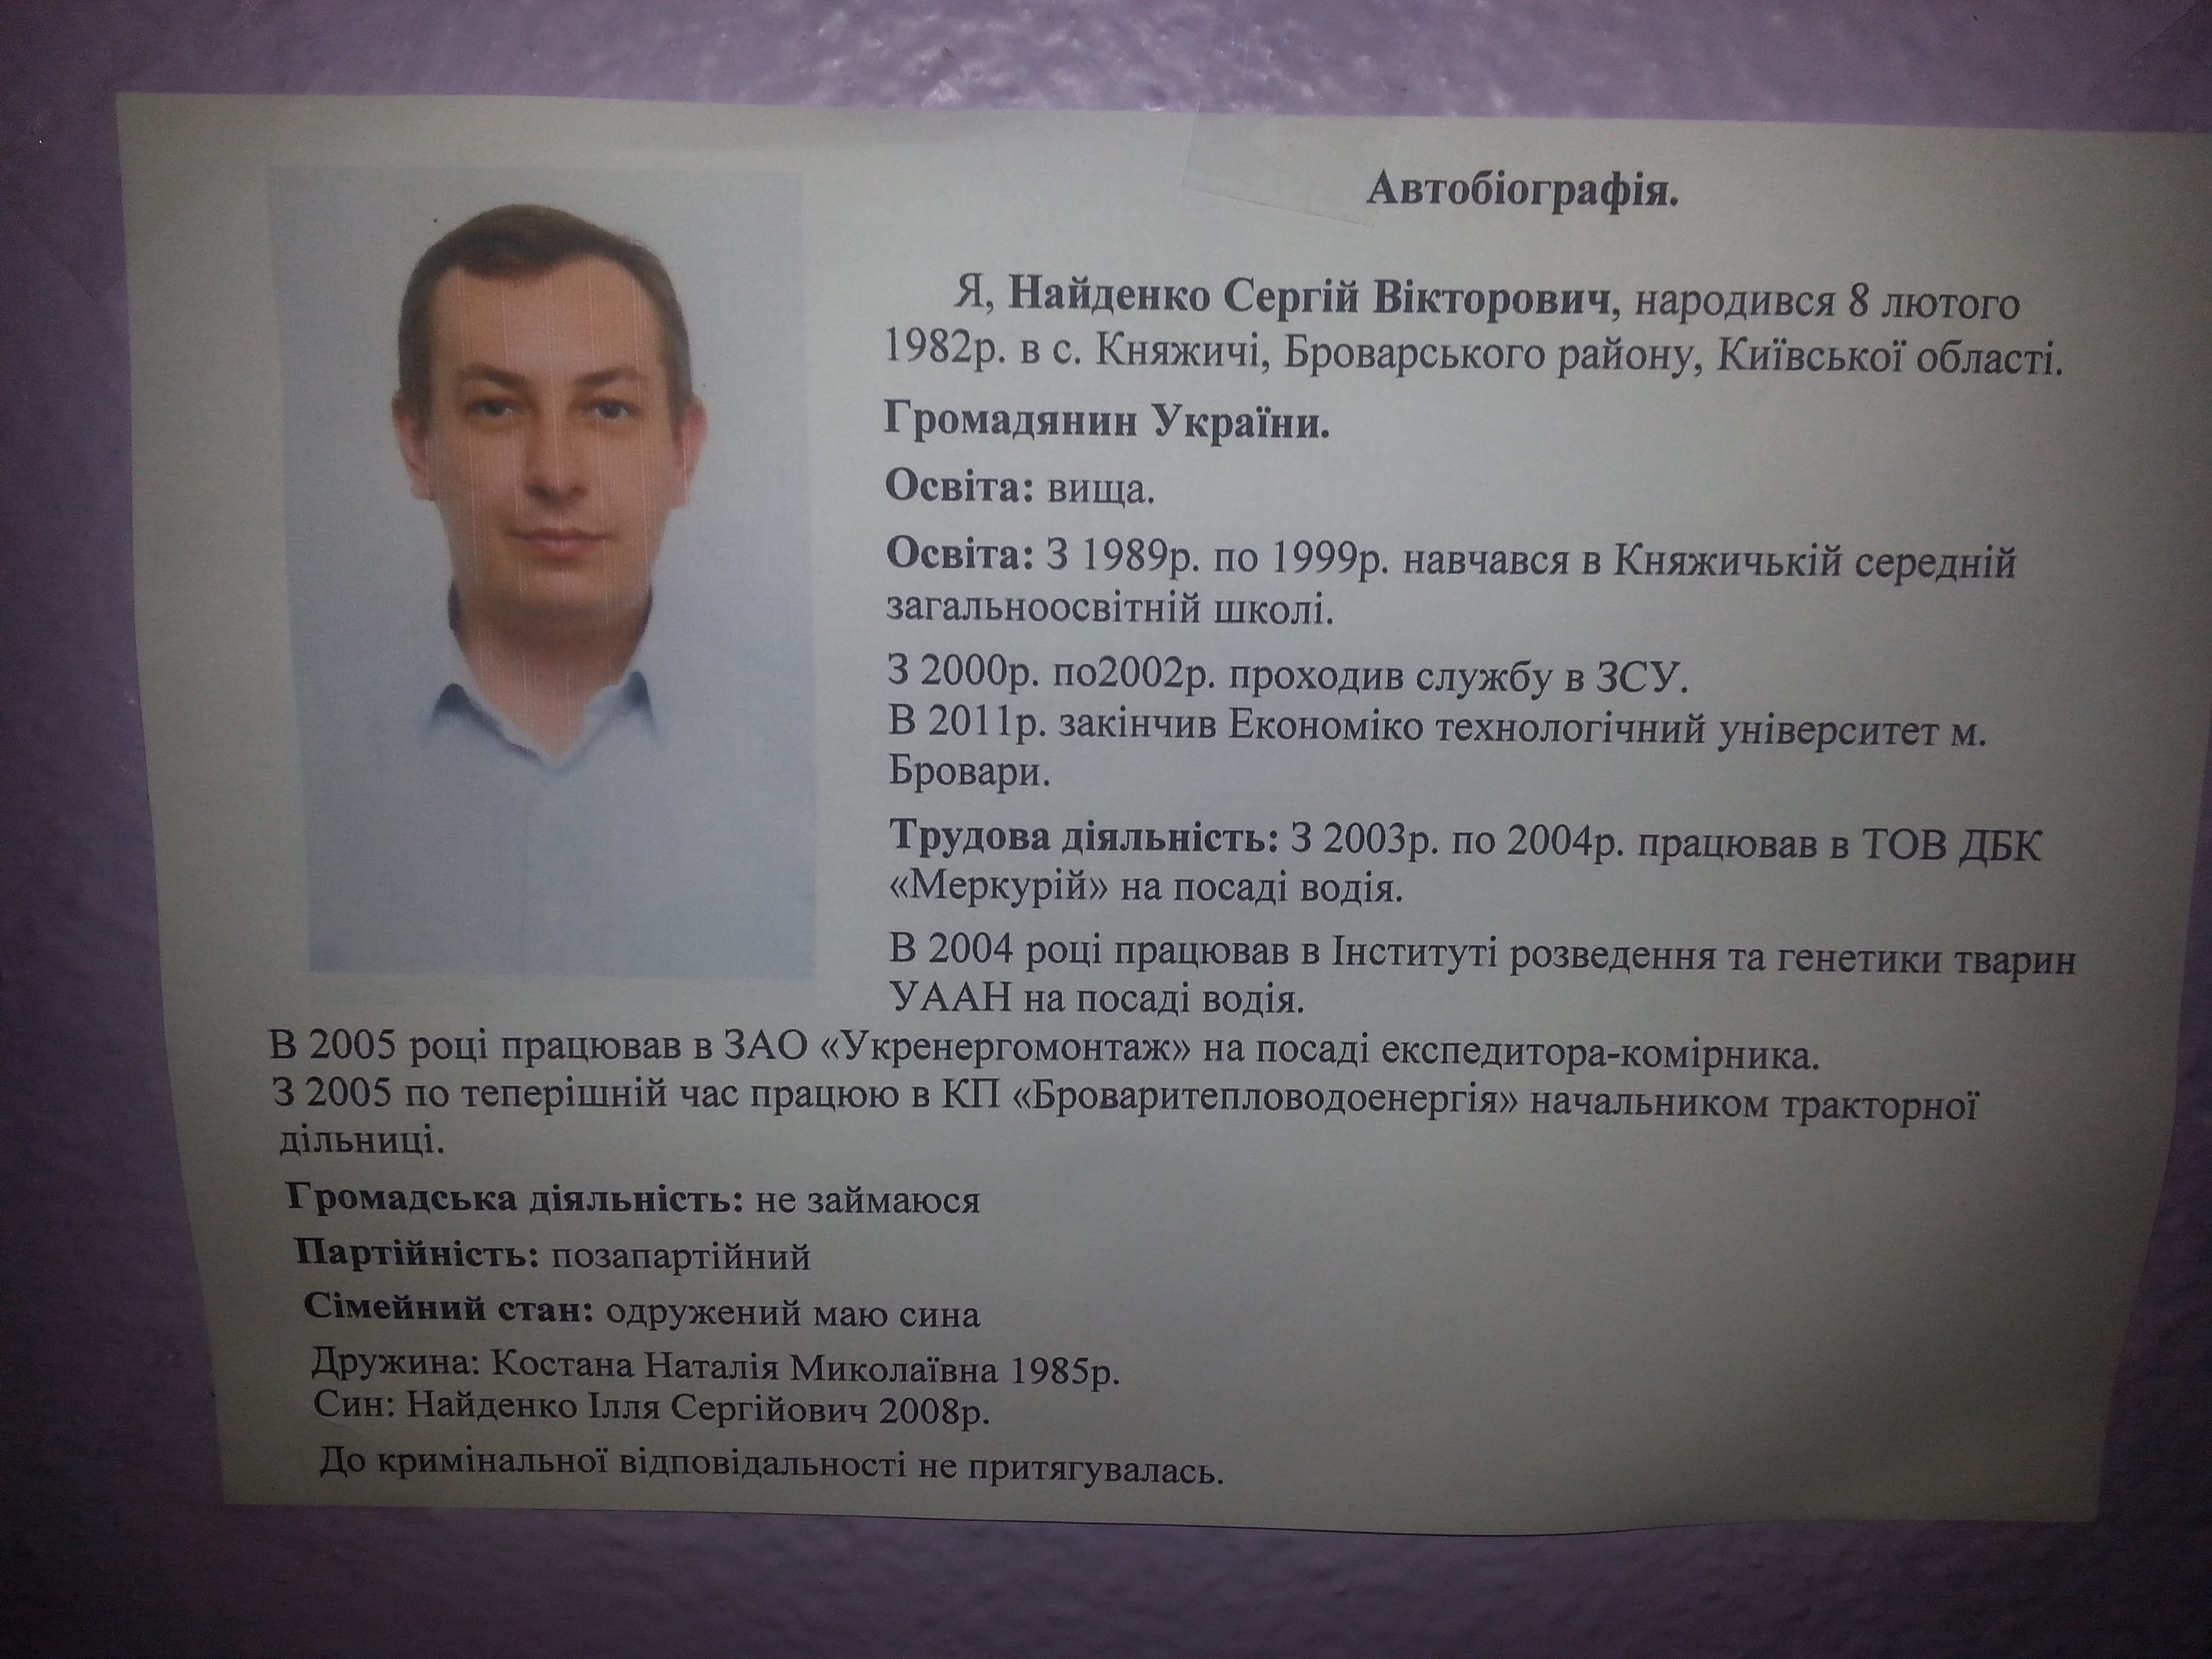 Автобіографія.
Я, Найденко Сергій Вікторович, народився 8 лютого
1982р. в с. Княжичі, Броварського району, Київської області.
Громадянин України.
Освіта: вища.
Освіта: З 1989р. по 1999р. навчався в Княжичькій середній
загальноосвітній школі.
З 2000р. по2002р. проходив службу в ЗСУ.
В 2011р. закінчив Економіко технологічний університет м.
Бровари.
Трудова діяльність: З 2003р. по 2004р. працював в ТОВ ДБК
«Меркурій» на посаді водія.
В 2004 році працював в Інституті розведення та генетики тварин
УААН на посаді водія.
В 2005 році працював в ЗАО «Укренергомонтаж» на посаді експедитора-комірника.
З 2005 по теперішній час працюю в КП «Броваритепловодоенергія» начальником тракторної
дільниці.
Громадська діяльність: не займаюся
Партійність: позапартійний
Сімейний стан: одружений маю сина
Дружина: Костана Наталія Миколаївна 1985р.
Син: Найденко Ілля Сергійович 2008р.
До кримінальної відповідальності не притягувалась.